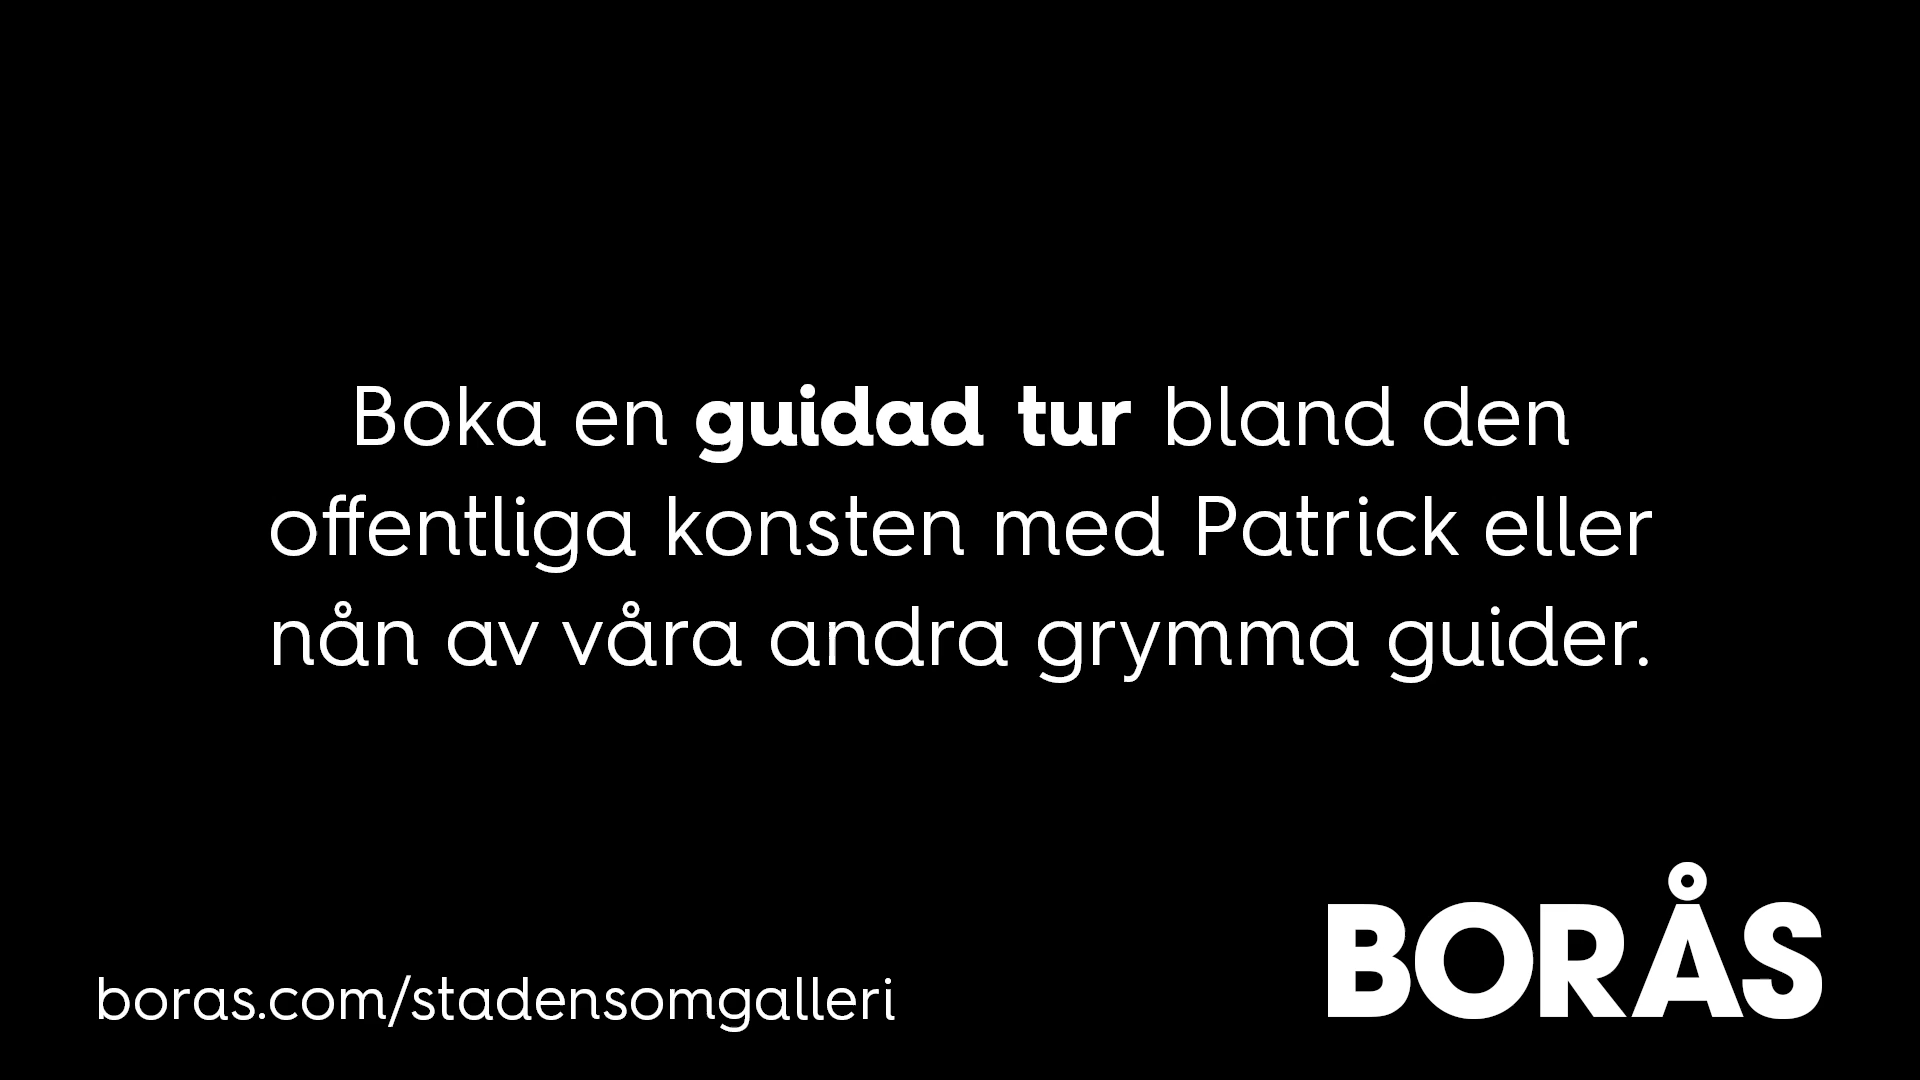 Boka en guidad tur bland den
offentliga konsten med Patrick eller
nån av våra andra grymma guider.
boras.com/stadensomgalleri
BORÅS